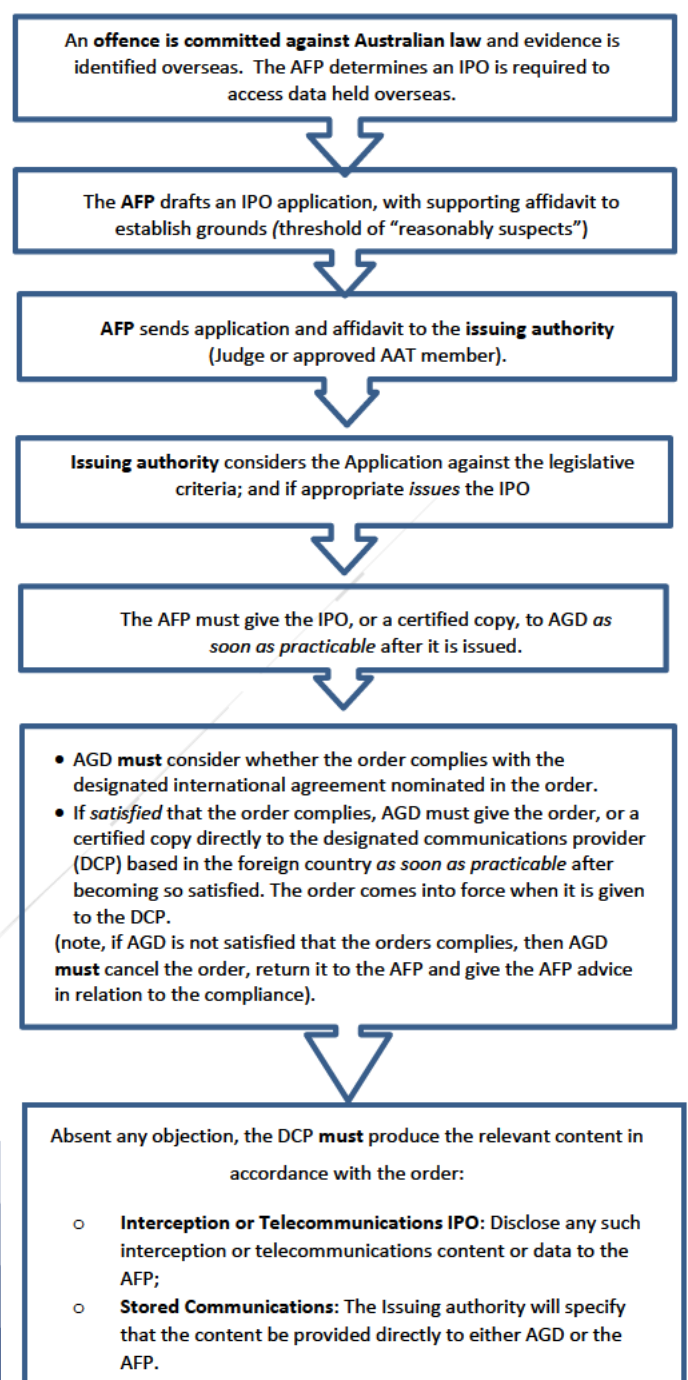 An offence is committed against Australian law and evidence is
identified overseas. The AFP determines an IPO is required to
access data held overseas.
The AFP drafts an IPO application, with supporting affidavit to
establish grounds (threshold of “reasonably suspects”)
AFP sends application and affidavit to the issuing authority
(Judge or approved AAT member).
Issuing authority considers the Application against the legislative
criteria; and if appropriate issues the IPO
The AFP must give the IPO, or a certified copy, to AGD as
soon as practicable after it is issued.
• AGD must consider whether the order complies with the
designated international agreement nominated in the order.
• If satisfied that the order complies, AGD must give the order, or a
certified copy directly to the designated communications provider
(DCP) based in the foreign country as soon as practicable after
becoming so satisfied. The order comes into force when it is given
to the DCP.
(note, if AGD is not satisfied that the orders complies, then AGD
must cancel the order, return it to the AFP and give the AFP advice
in relation to the compliance).
Absent any objection, the DCP must produce the relevant content in
accordance with the order:
o Interception or Telecommunications IPO: Disclose any such
interception or telecommunications content or data to the
AFP;
o Stored Communications: The Issuing authority will specify
that the content be provided directly to either AGD or the
AFP.